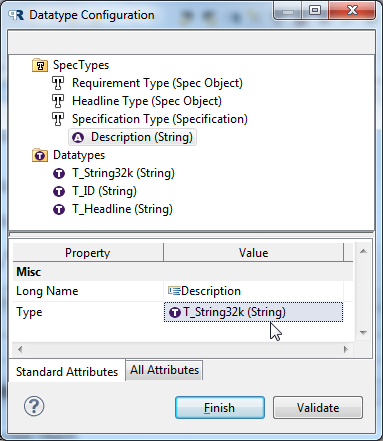 Datatype Configuration
SpecTypes
Requirement Type (Spec Object)
Headline Type (Spec Object)
Specification Type (Specification)
Description (String)
Datatypes
T_String32k (String)
T_ID (String)
T_Headline (String)
Property Value
Misc
Long Name Description
Type T_String32k (String)
Standard Attributes All Attributes
Finish Validate